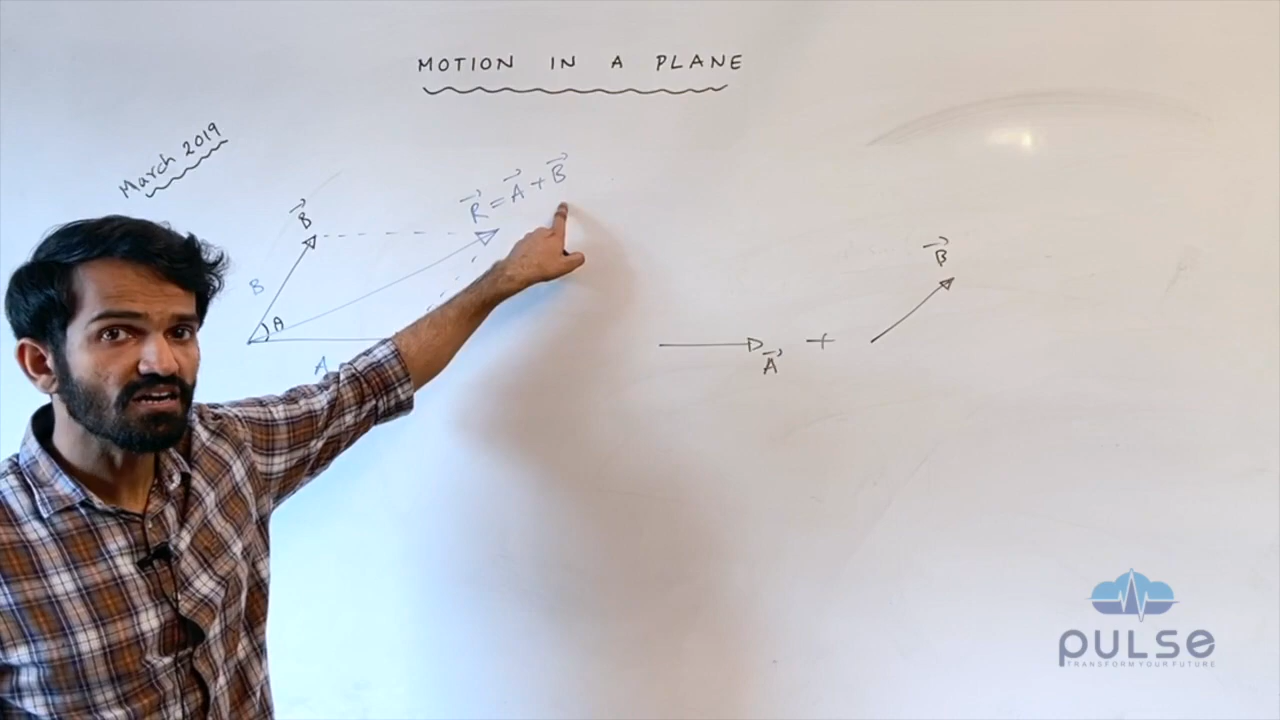 MOTION IN A PLANE
March 2019
B
R = A + B
B
A
A
B
A
+
PULSE
TRANSFORM YOUR FUTURE